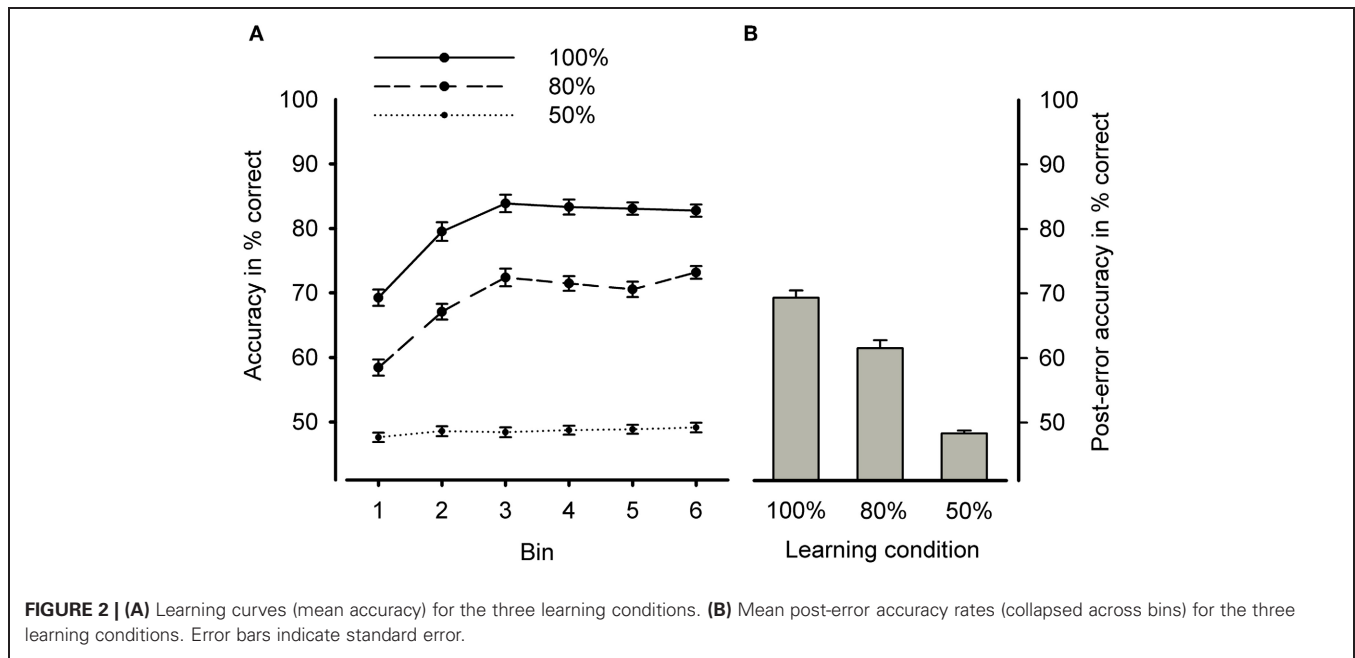 A
B
100%
80%
50%
100
90
80
70
60
50
Accuracy in % correct
1 2 3 4 5 6
Bin
100
90
80
70
60
50
Post-error accuracy in % correct
100% 80% 50%
Learning condition
FIGURE 2 | (A) Learning curves (mean accuracy) for the three learning conditions. (B) Mean post-error accuracy rates (collapsed across bins) for the three
learning conditions. Error bars indicate standard error.